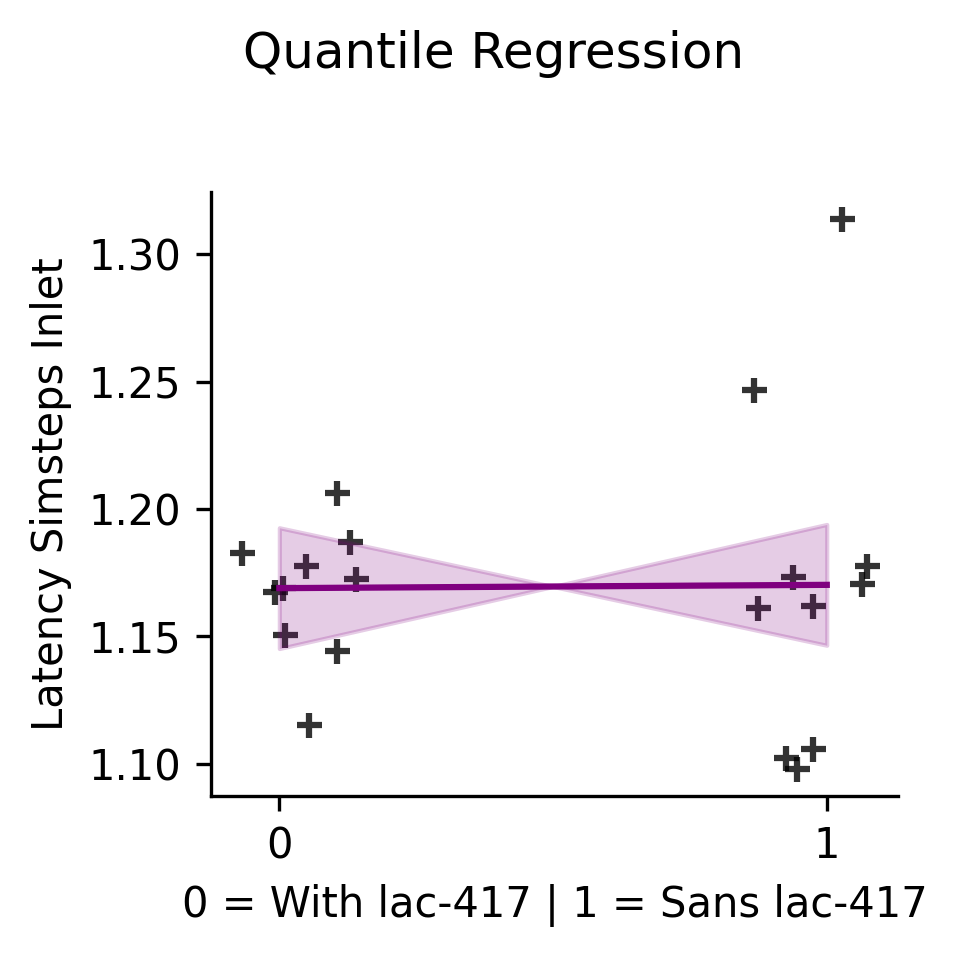 Quantile Regression
Latency Simsteps Inlet
1.30
1.25
1.20
1.15
1.10
0
1
0 = With lac-417 | 1 = Sans lac-417